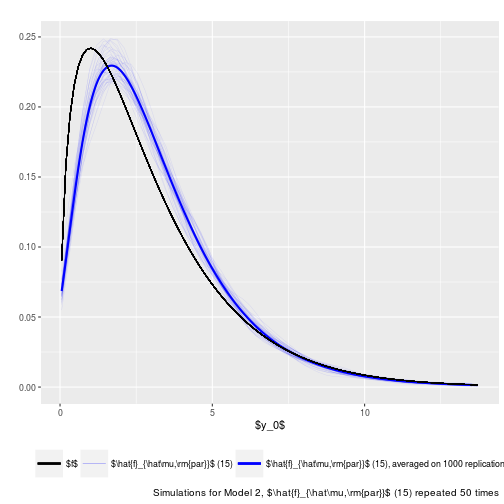 0.25
0.20
0.15
0.10
0.05
0.00
0 5 10
$y_0$
$f$ $\hat{f}_{\hat\mu,\rm{par}}$ (15) $\hat{f}_{\hat\mu,\rm{par}}$ (15), averaged on 1000 replication
Simulations for Model 2, $\hat{f}_{\hat\mu,\rm{par}}$ (15) repeated 50 times